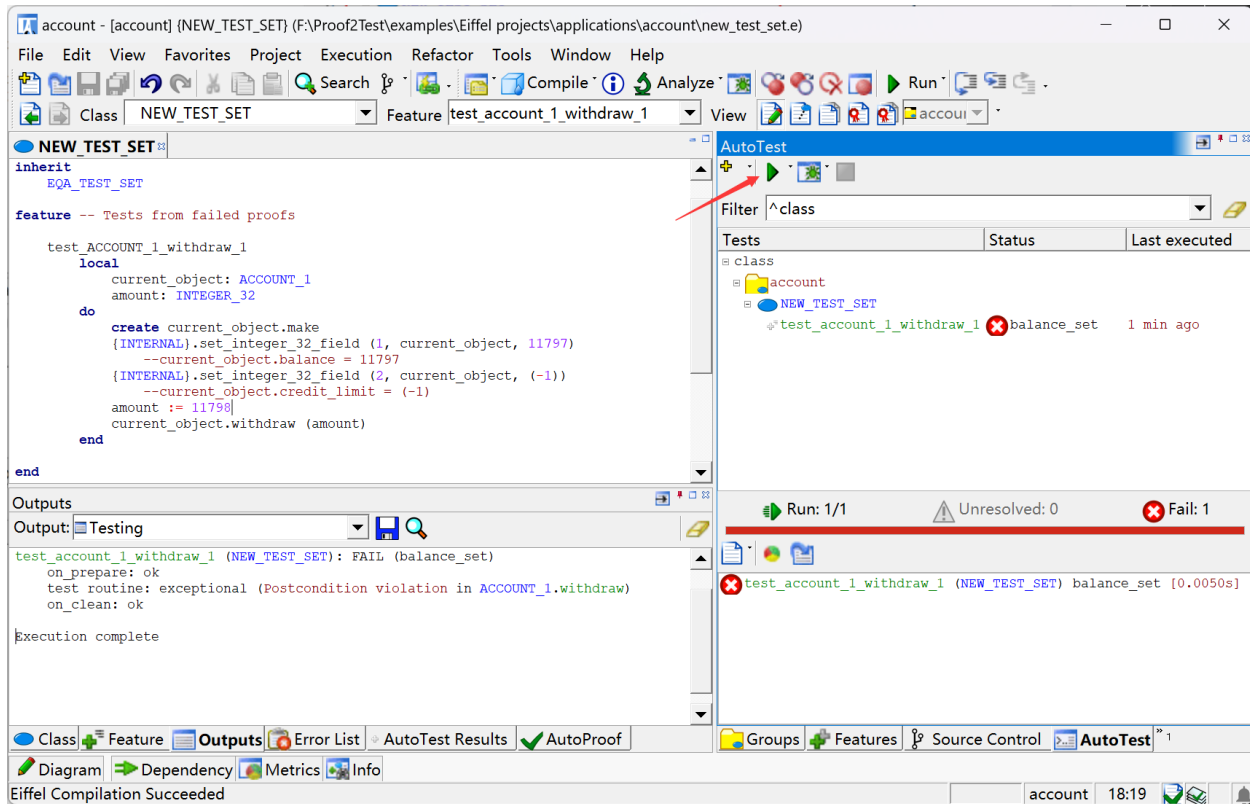 account - [account] {NEW_TEST_SET} (F:\Proof2Test\examples\Eiffel projects\applications\account\new_test_set.e)
File Edit View Favorites Project Execution Refactor Tools Window Help
Search Compile Analyze Run
Class NEW_TEST_SET Feature test_account_1_withdraw_1 View accour
NEW_TEST_SET
inherit
EQA_TEST_SET
feature -- Tests from failed proofs
test_ACCOUNT_1_withdraw_1
local
current_object: ACCOUNT_1
amount: INTEGER_32
do
create current_object.make
{INTERNAL}.set_integer_32_field (1, current_object, 11797)
--current_object.balance = 11797
{INTERNAL}.set_integer_32_field (2, current_object, (-1))
--current_object.credit_limit = (-1)
amount := 11798
current_object.withdraw (amount)
end
end
Outputs
Output: Testing
test_account_1_withdraw_1 (NEW_TEST_SET): FAIL (balance_set)
on_prepare: ok
test routine: exceptional (Postcondition violation in ACCOUNT_1.withdraw)
on_clean: ok
Execution complete
Class Feature Outputs Error List AutoTest Results AutoProof
AutoTest
Filter ^class
Tests Status Last executed
class
account
NEW_TEST_SET
test_account_1_withdraw_1 balance_set 1 min ago
Run: 1/1 Unresolved: 0 Fail: 1
test_account_1_withdraw_1 (NEW_TEST_SET) balance_set [0.0050s]
Groups Features Source Control AutoTest » 1
Diagram Dependency Metrics Info
Eiffel Compilation Succeeded account 18:19